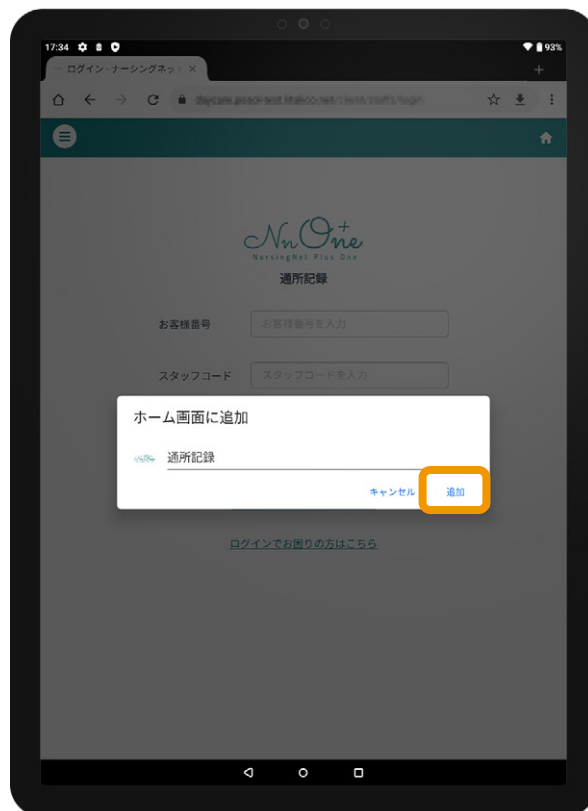 17:34
93%
ログイン - ナーシングネット
NnOne+
NursingNet Plus One
通所記録
お客様番号
お客様番号を入力
スタッフコード
スタッフコードを入力
ホーム画面に追加
NnOne
通所記録
キャンセル
追加
ログインでお困りの方はこちら